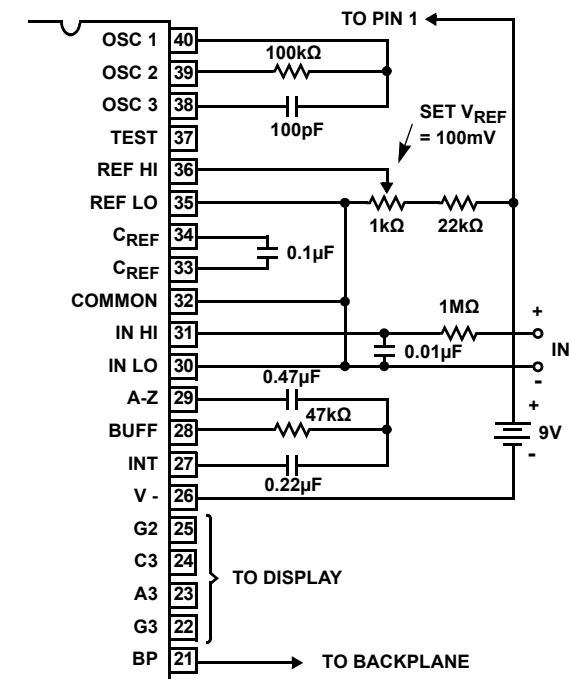 TO PIN 1
OSC 1 40
100kΩ
OSC 2 39
OSC 3 38
100pF
TEST 37
SET VREF
= 100mV
REF HI 36
REF LO 35
1kΩ 22kΩ
CREF 34
0.1µF
CREF 33
COMMON 32
1MΩ
+
IN HI 31
0.01µF
IN
IN LO 30
-
0.47µF
A-Z 29
+
47kΩ
BUFF 28
9V
-
INT 27
0.22µF
V - 26
G2 25
C3 24
TO DISPLAY
A3 23
G3 22
BP 21
TO BACKPLANE